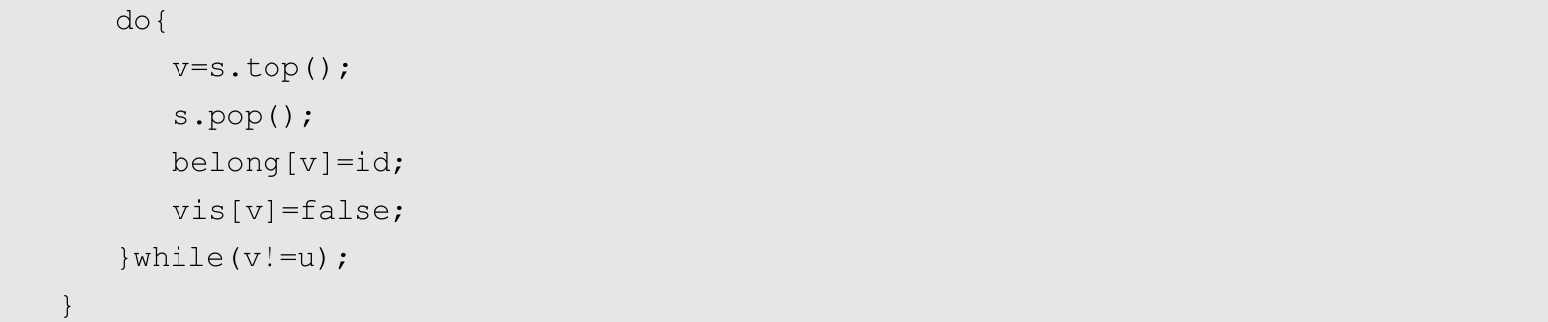 do{
v=s.top();
s.pop();
belong[v]=id;
vis[v]=false;
}while(v!=u);
}